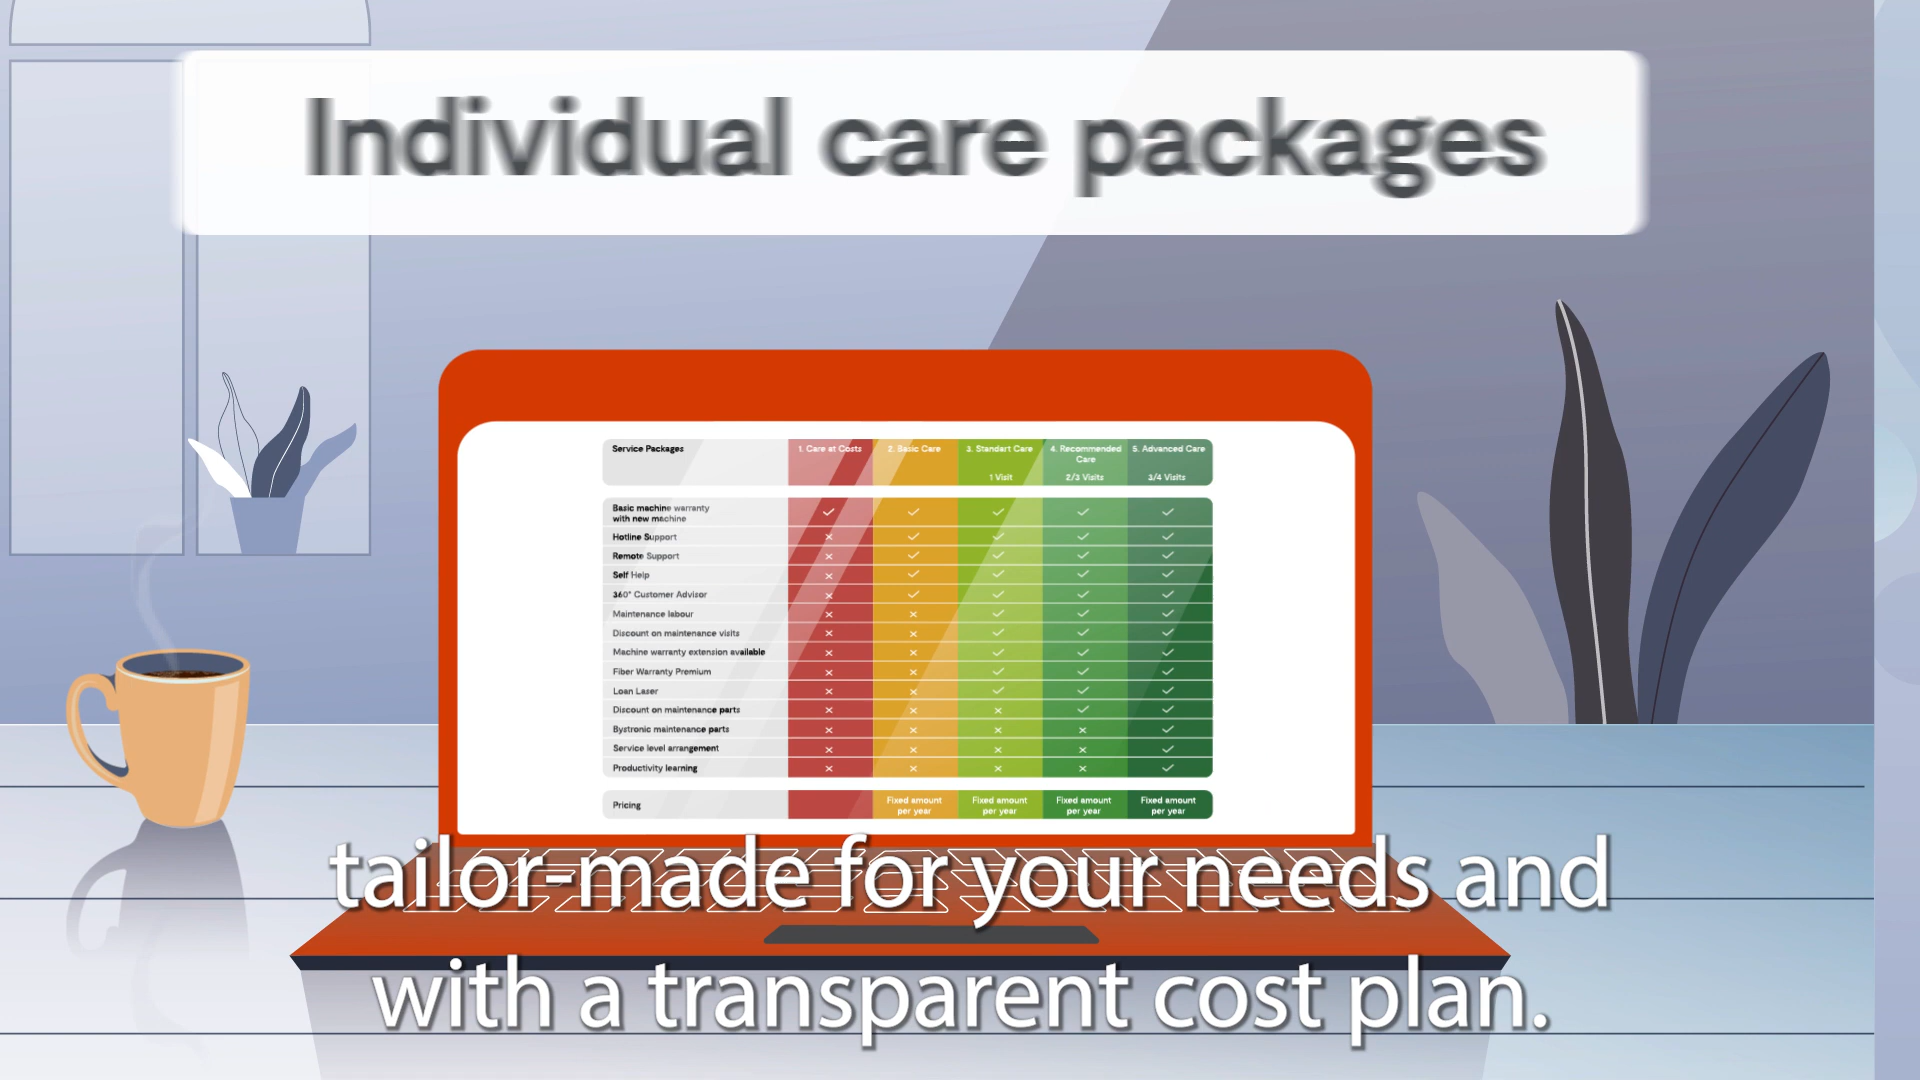 Individual care packages
Service Packages 1. Care at Costs 2. Basic Care 3. Standart Care 4. Recommended 5. Advanced Care
Care
1 Visit 2/3 Visits 3/4 Visits
Basic machine warranty
with new machine
Hotline Support
Remote Support
Self Help
360° Customer Advisor
Maintenance labour
Discount on maintenance visits
Machine warranty extension available
Fiber Warranty Premium
Loan Laser
Discount on maintenance parts
Bystronic maintenance parts
Service level arrangement
Productivity learning
Pricing Fixed amount Fixed amount Fixed amount Fixed amount
per year per year per year per year
tailor-made for your needs and
with a transparent cost plan.